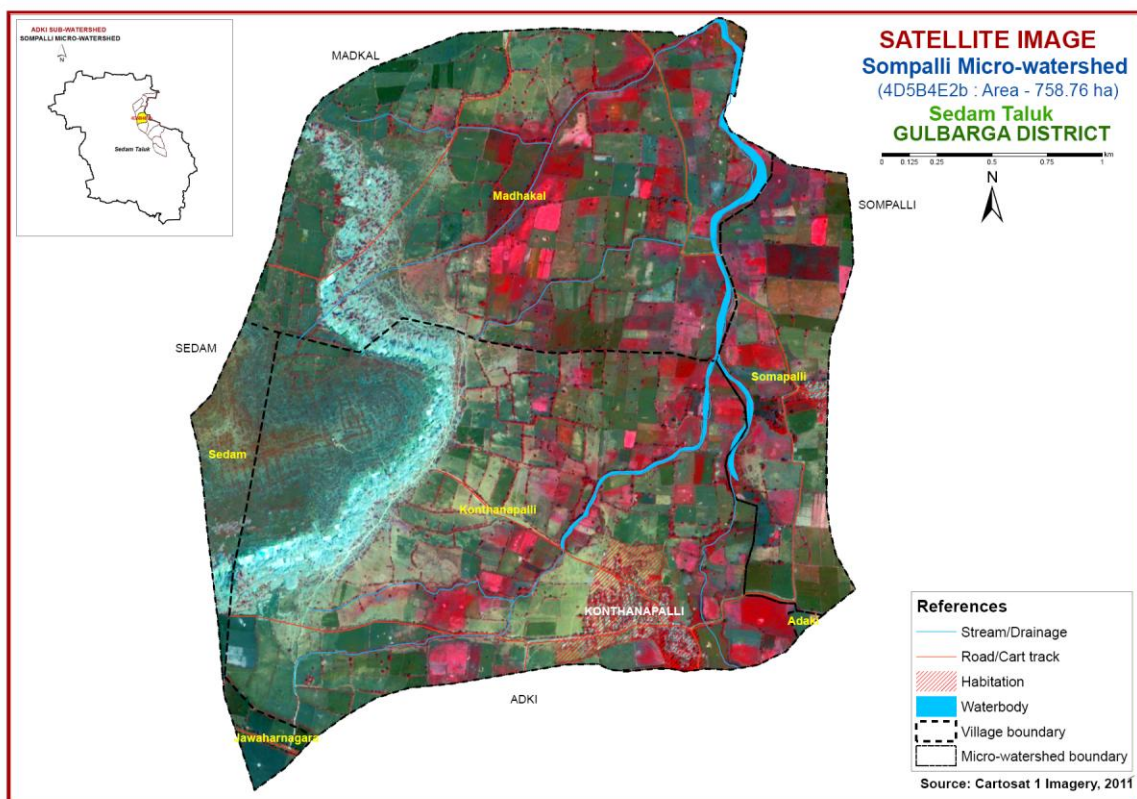 ADKI SUB-WATERSHED
SOMPALLI MICRO-WATERSHED
N
Sedam Taluk
SATELLITE IMAGE
Sompalli Micro-watershed
(4D5B4E2b : Area - 758.76 ha)
Sedam Taluk
GULBARGA DISTRICT
0 0.125 0.25 0.5 0.75 1
km
N
MADKAL
SOMPALLI
Madhakal
SEDAM
Somapalli
Sedam
Konthanapalli
KONTHANAPALLI
Adaki
ADKI
Jawaharnagara
References
Stream/Drainage
Road/Cart track
Habitation
Waterbody
Village boundary
Micro-watershed boundary
Source: Cartosat 1 Imagery, 2011